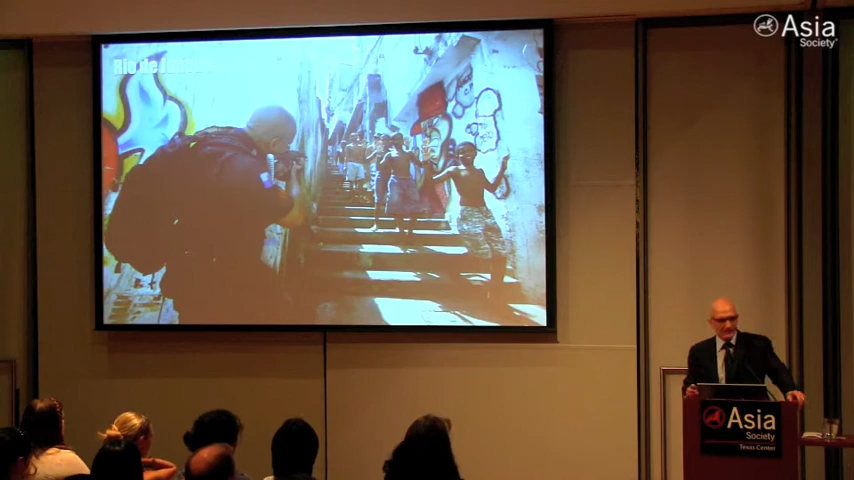 Rio de Janeiro
Asia
Society
Asia
Society
Texas Center